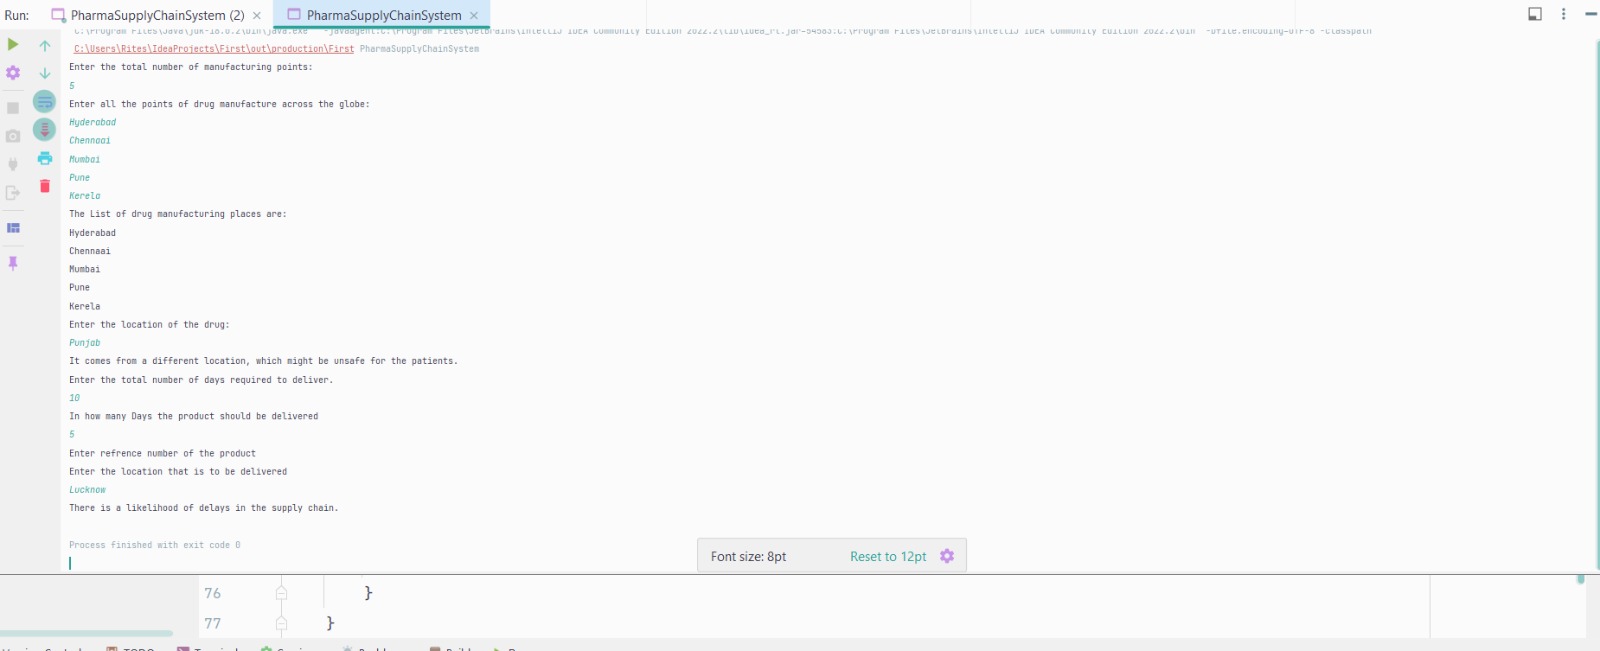 Run: PharmaSupplyChainSystem (2) × PharmaSupplyChainSystem ×
C:\Users\Rites\IdeaProjects\First\out\production\First PharmaSupplyChainSystem
Enter the total number of manufacturing points:
5
Enter all the points of drug manufacture across the globe:
Hyderabad
Chennaai
Mumbai
Pune
Kerela
The List of drug manufacturing places are:
Hyderabad
Chennaai
Mumbai
Pune
Kerela
Enter the location of the drug:
Punjab
It comes from a different location, which might be unsafe for the patients.
Enter the total number of days required to deliver.
10
In how many Days the product should be delivered
5
Enter refrence number of the product
Enter the location that is to be delivered
Lucknow
There is a likelihood of delays in the supply chain.
Process finished with exit code 0
Font size: 8pt Reset to 12pt
76 }
77 }